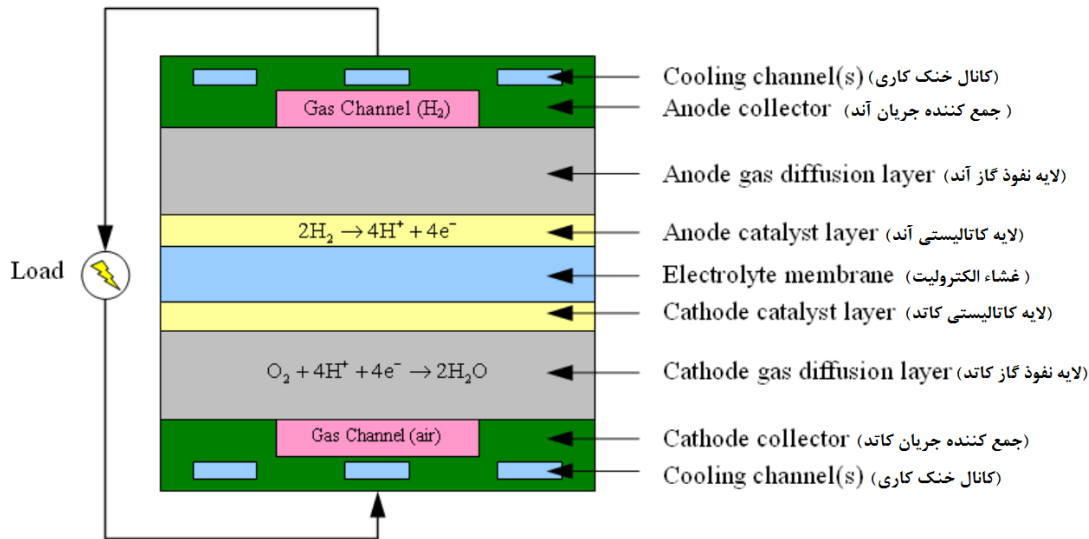 Cooling channel(s) (کانال خنک کاری)
Gas Channel (H₂)
Anode collector (جمع کننده جریان آند )
Anode gas diffusion layer (لایه نفوذ گاز آند)
2H₂ → 4H⁺ + 4e⁻
Anode catalyst layer (لایه کاتالیستی آند)
Load
Electrolyte membrane (غشاء الکترولیت )
Cathode catalyst layer (لایه کاتالیستی کاتد)
O₂ + 4H⁺ + 4e⁻ → 2H₂O
Cathode gas diffusion layer (لایه نفوذ گاز کاتد)
Gas Channel (air)
Cathode collector (جمع کننده جریان کاتد)
Cooling channel(s) (کانال خنک کاری)